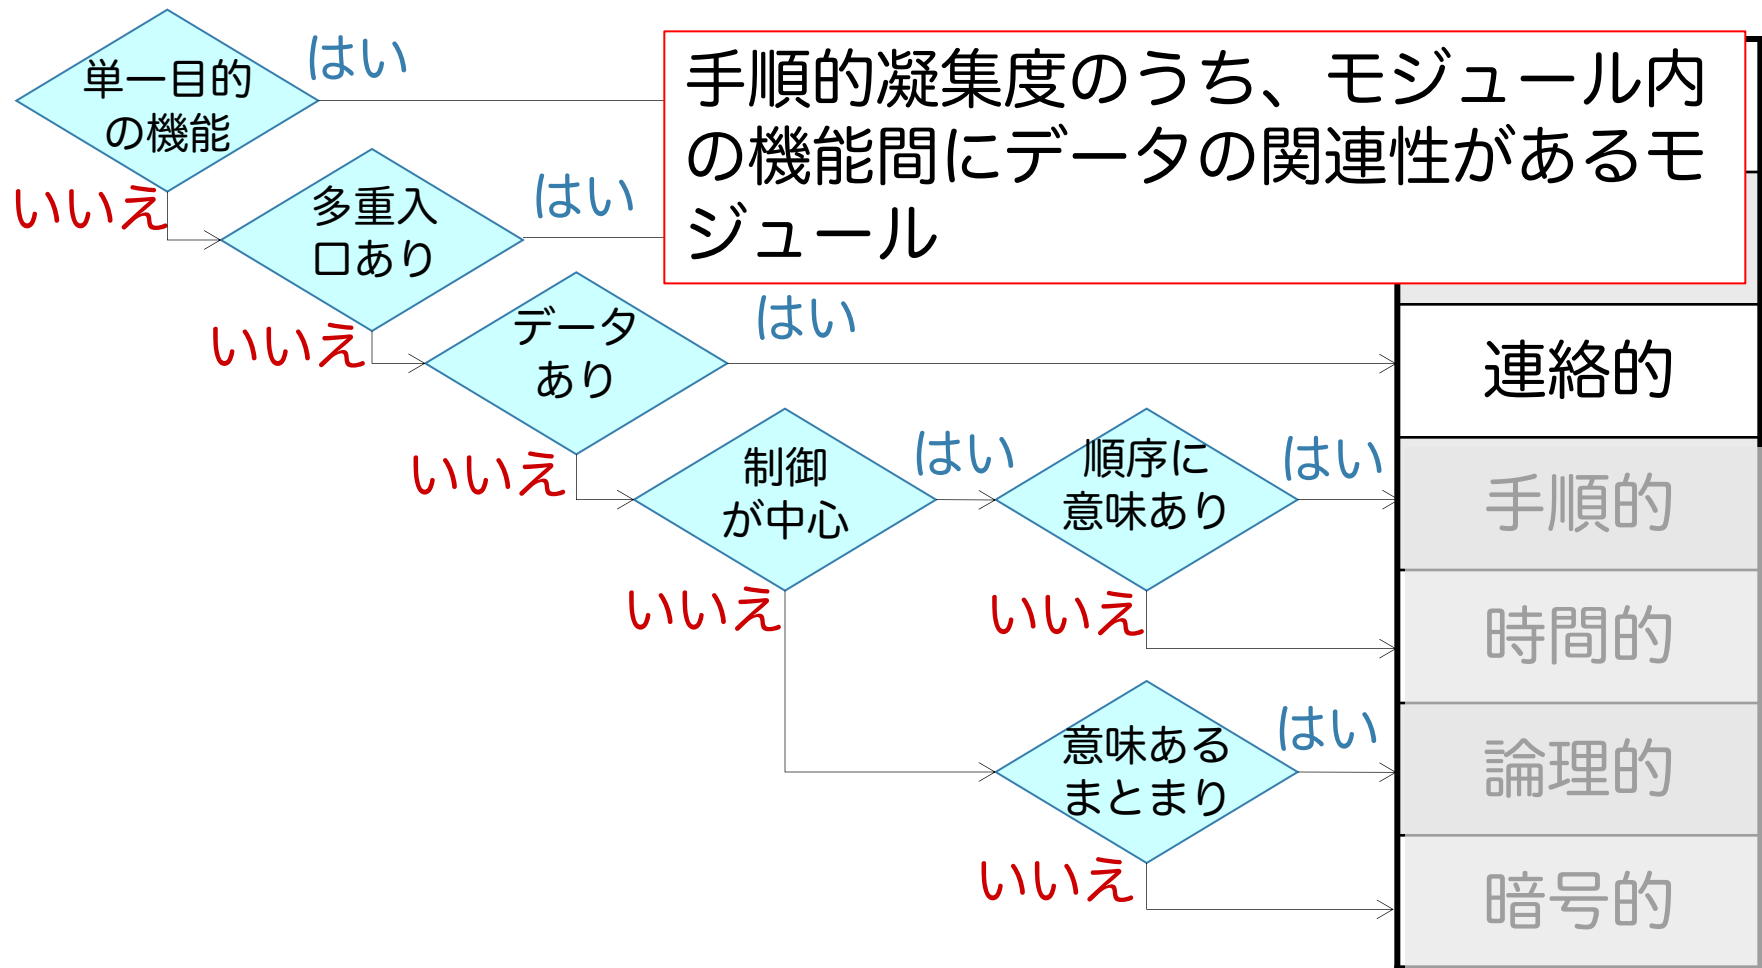 単一目的
の機能
はい
手順的凝集度のうち、モジュール内
の機能間にデータの関連性があるモ
ジュール
いいえ
多重入
口あり
はい
いいえ
データ
あり
はい
連絡的
いいえ
制御
が中心
はい
順序に
意味あり
はい
手順的
いいえ
いいえ
時間的
意味ある
まとまり
はい
論理的
いいえ
暗号的